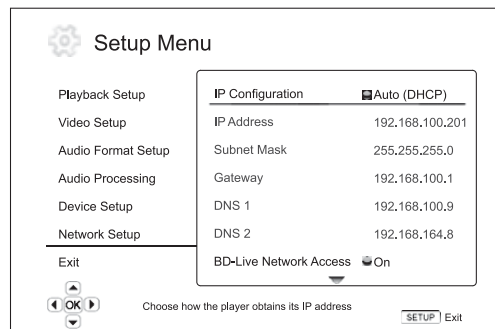 Setup Menu
Playback Setup
Video Setup
Audio Format Setup
Audio Processing
Device Setup
Network Setup
Exit
IP Configuration Auto (DHCP)
IP Address 192.168.100.201
Subnet Mask 255.255.255.0
Gateway 192.168.100.1
DNS 1 192.168.100.9
DNS 2 192.168.164.8
BD-Live Network Access On
OK
Choose how the player obtains its IP address
SETUP Exit